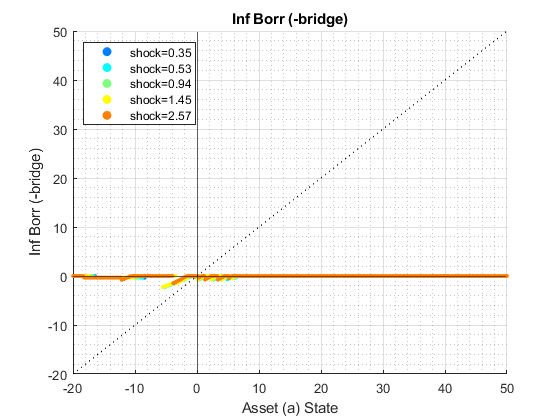 Inf Borr (-bridge)
shock=0.35
shock=0.53
shock=0.94
shock=1.45
shock=2.57
Inf Borr (-bridge)
50
40
30
20
10
0
-10
-20
-20
-10
0
10
20
30
40
50
Asset (a) State